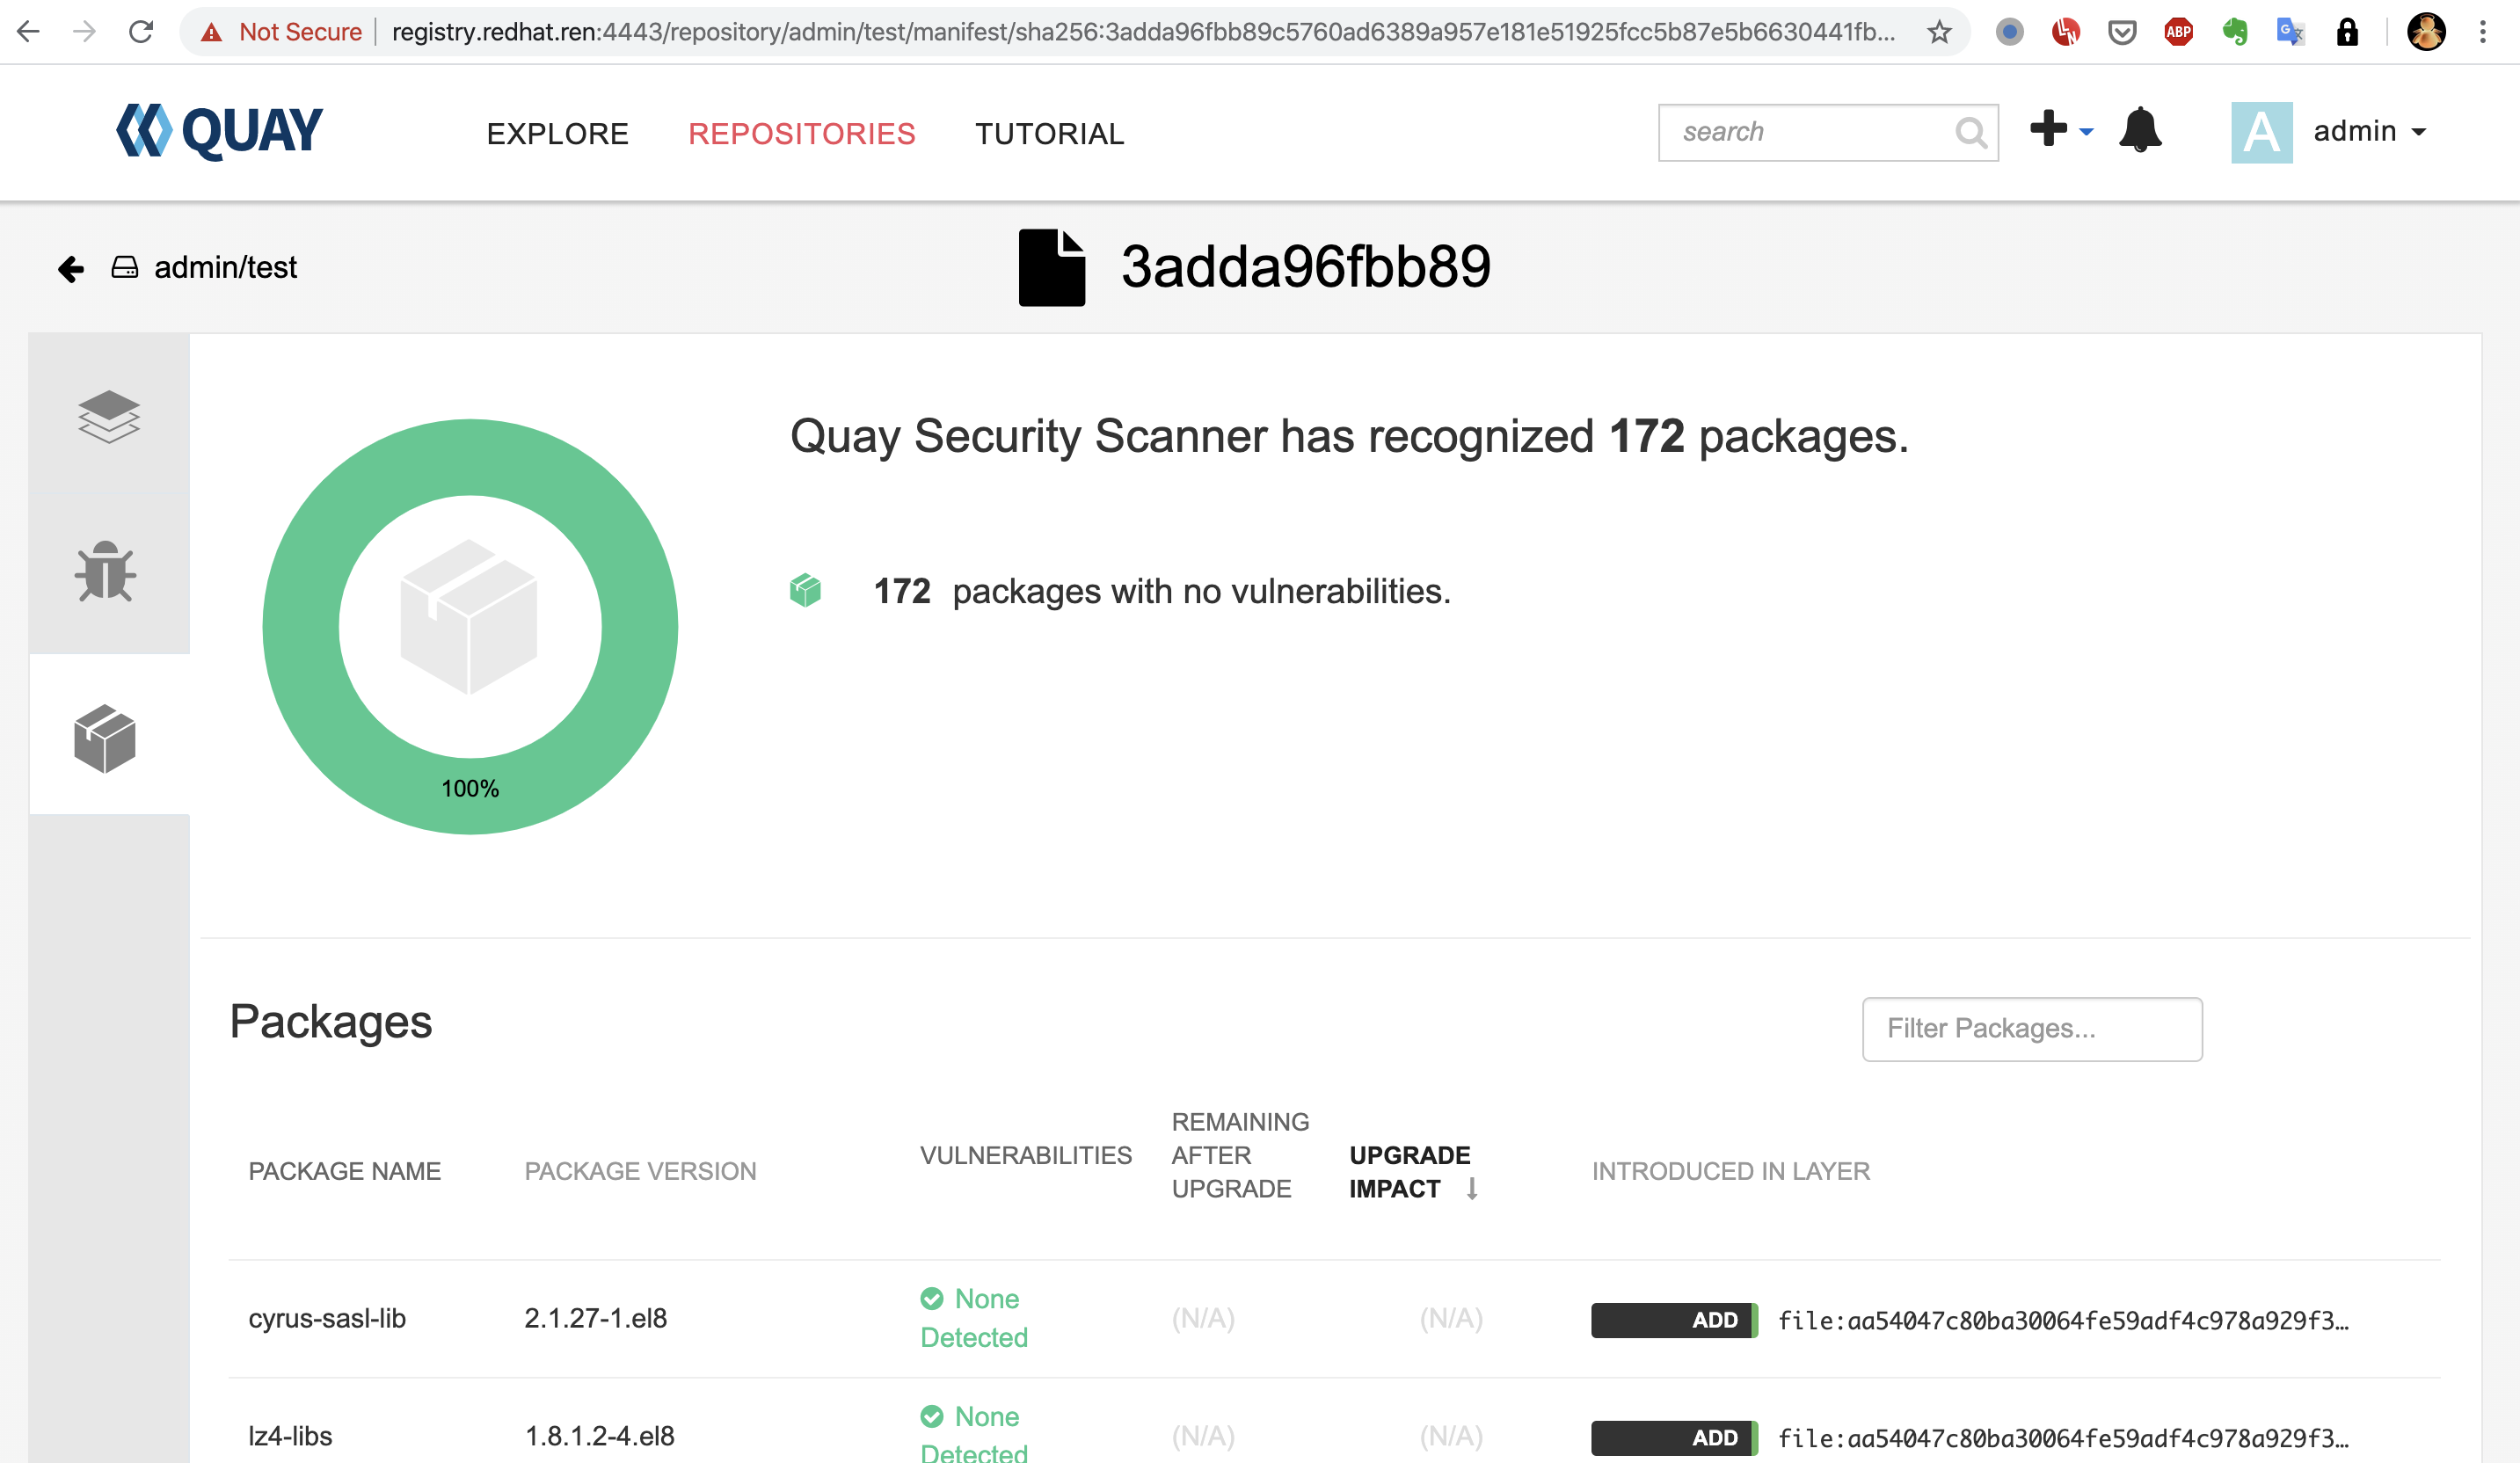 Not Secure registry.redhat.ren:4443/repository/admin/test/manifest/sha256:3adda96fbb89c5760ad6389a957e181e51925fcc5b87e5b6630441fb...
LN ABP G
QUAY EXPLORE REPOSITORIES TUTORIAL search A admin
admin/test 3adda96fbb89
Quay Security Scanner has recognized 172 packages.
172 packages with no vulnerabilities.
100%
Packages Filter Packages...
PACKAGE NAME PACKAGE VERSION VULNERABILITIES REMAINING AFTER UPGRADE UPGRADE IMPACT INTRODUCED IN LAYER
cyrus-sasl-lib 2.1.27-1.el8 None Detected (N/A) (N/A) ADD file:aa54047c80ba30064fe59adf4c978a929f3...
lz4-libs 1.8.1.2-4.el8 None Detected (N/A) (N/A) ADD file:aa54047c80ba30064fe59adf4c978a929f3...